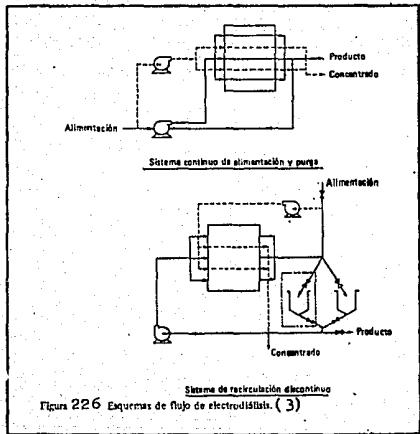 Producto
Concentrado
Alimentación
Sistema continuo de alimentación y purga
Alimentación
Producto
Concentrado
Sistema de recirculación discontinuo
Figura 226 Esquemas de flujo de electrodiálisis. (3)